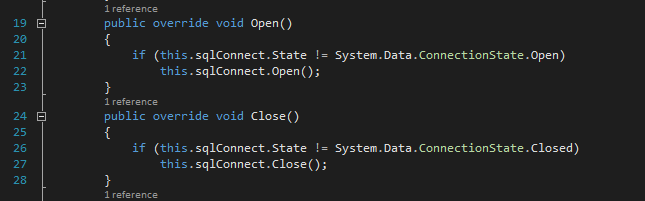 1 reference
19 public override void Open()
20 {
21 if (this.sqlConnect.State != System.Data.ConnectionState.Open)
22 this.sqlConnect.Open();
23 }
1 reference
24 public override void Close()
25 {
26 if (this.sqlConnect.State != System.Data.ConnectionState.Closed)
27 this.sqlConnect.Close();
28 }
1 reference